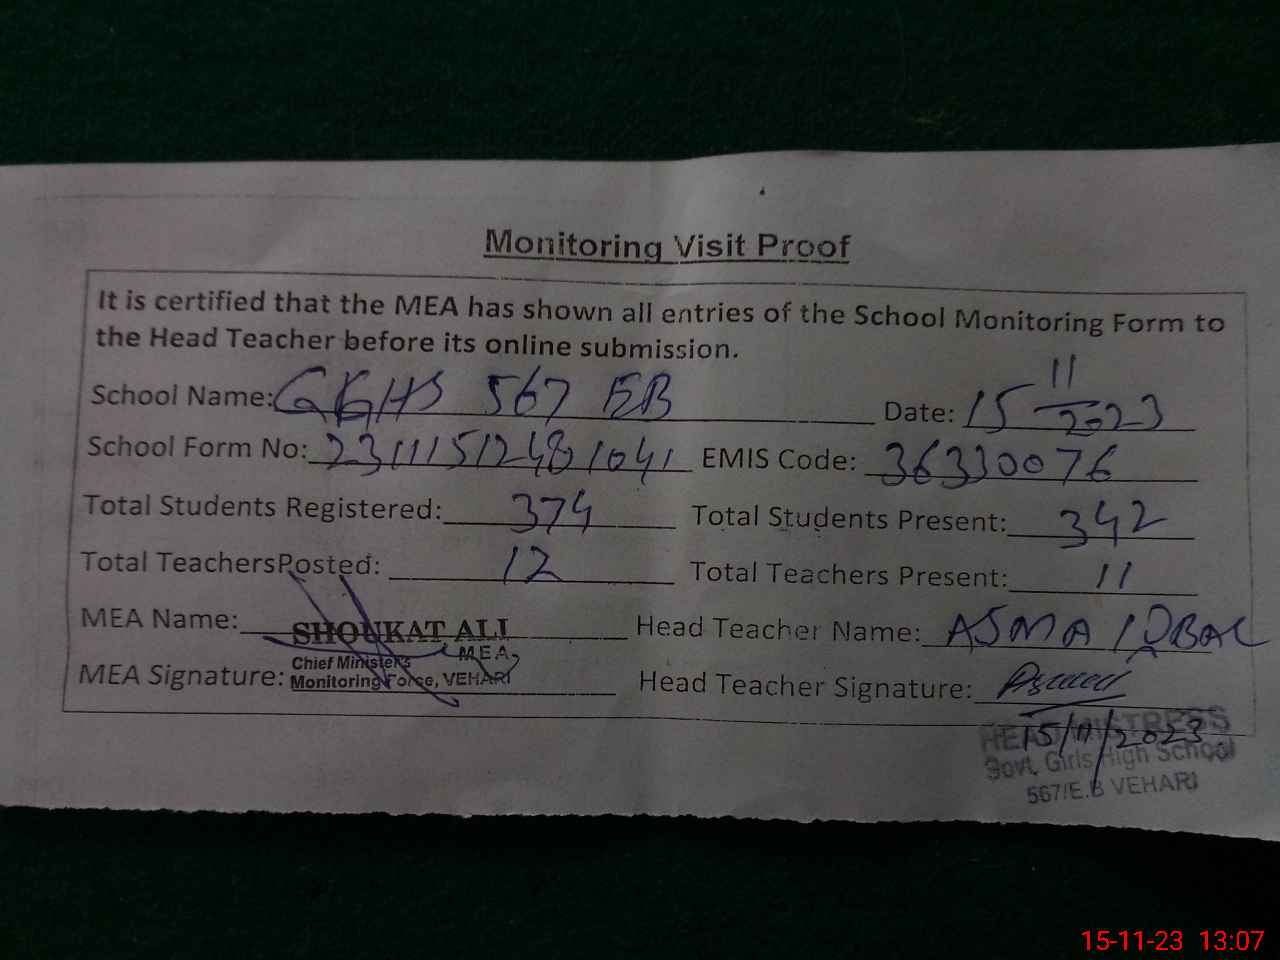 Monitoring Visit Proof
It is certified that the MEA has shown all entries of the School Monitoring Form to
the Head Teacher before its online submission.
School Name: GGHS 567 EB Date: 15 11/2023
School Form No: 23111512481041 EMIS Code: 36330076
Total Students Registered: 374 Total Students Present: 342
Total TeachersPosted: 12 Total Teachers Present: 11
MEA Name: SHOUKAT ALI Head Teacher Name: ASMA IQBAL
MEA
Chief Minister's
MEA Signature: Monitoring Force, VEHARI Head Teacher Signature:
15/11/2023
HEADMISTRESS
Govt. Girls High School
567/E.B VEHARI
15-11-23 13:07